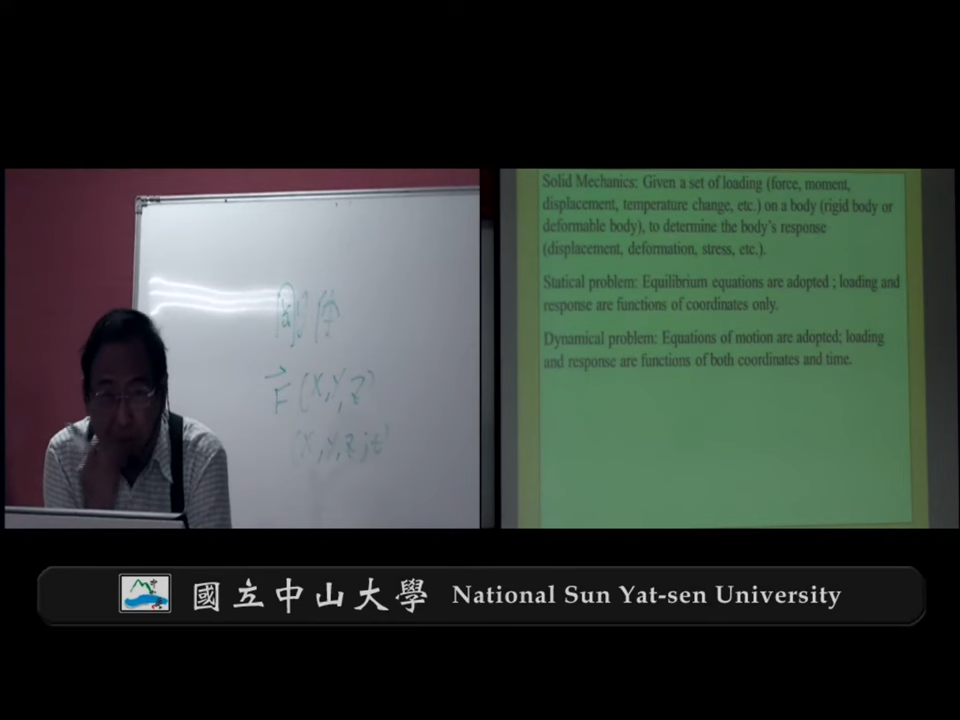 剛体
F(X,Y,Z)
(X,Y,Z;t)
Solid Mechanics: Given a set of loading (force, moment,
displacement, temperature change, etc.) on a body (rigid body or
deformable body), to determine the body's response
(displacement, deformation, stress, etc.).
Statical problem: Equilibrium equations are adopted ; loading and
response are functions of coordinates only.
Dynamical problem: Equations of motion are adopted; loading
and response are functions of both coordinates and time.
國立中山大學 National Sun Yat-sen University